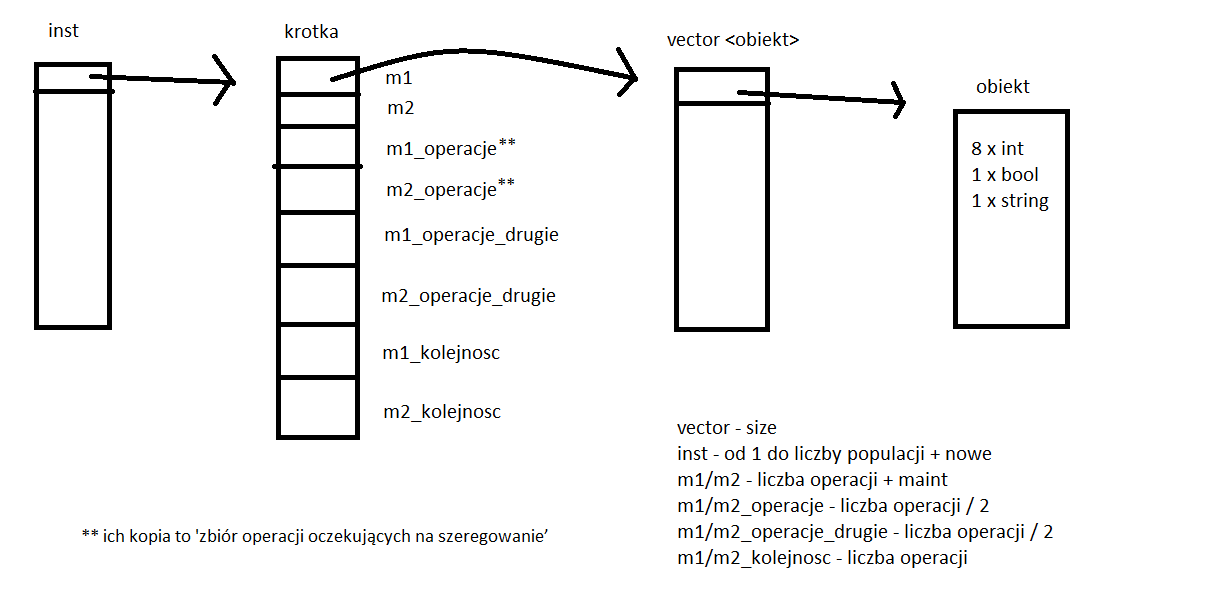 inst
krotka
vector <obiekt>
obiekt
m1
m2
m1_operacje**
m2_operacje**
m1_operacje_drugie
m2_operacje_drugie
m1_kolejnosc
m2_kolejnosc
8 x int
1 x bool
1 x string
vector - size
inst - od 1 do liczby populacji + nowe
m1/m2 - liczba operacji + maint
m1/m2_operacje - liczba operacji / 2
m1/m2_operacje_drugie - liczba operacji / 2
m1/m2_kolejnosc - liczba operacji
** ich kopia to 'zbiór operacji oczekujących na szeregowanie’